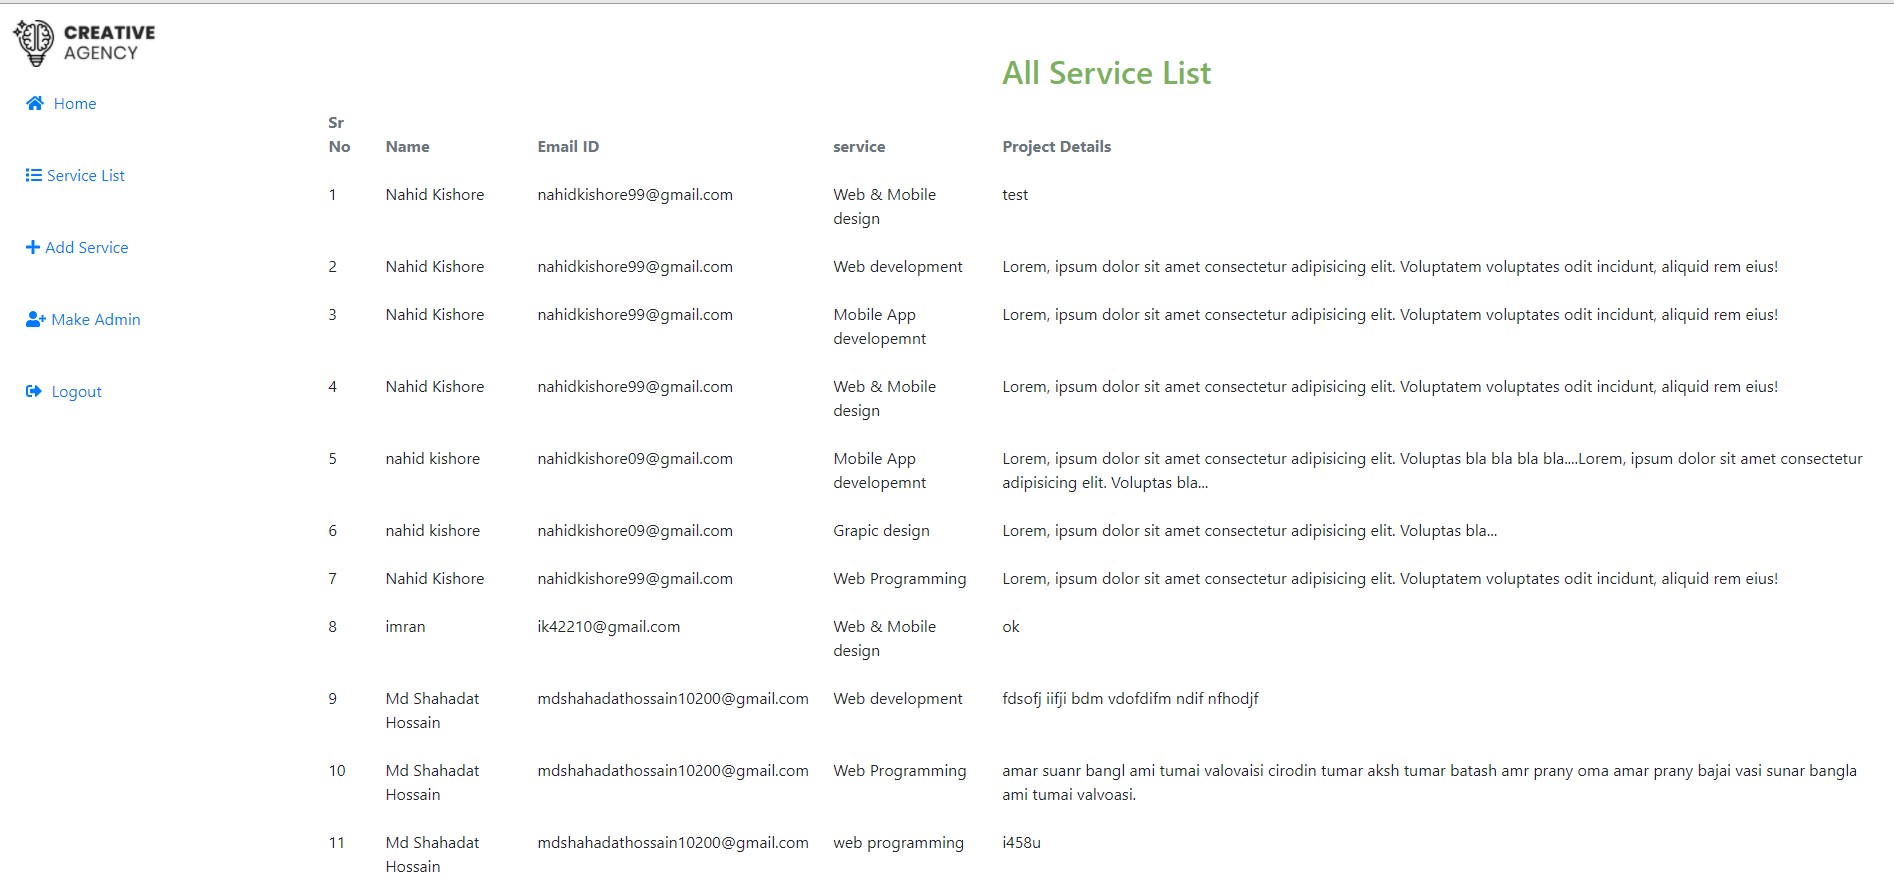 CREATIVE
AGENCY
Home
Service List
Add Service
Make Admin
Logout
All Service List
Sr
No Name Email ID service Project Details
1 Nahid Kishore nahidkishore99@gmail.com Web & Mobile test
design
2 Nahid Kishore nahidkishore99@gmail.com Web development Lorem, ipsum dolor sit amet consectetur adipisicing elit. Voluptatem voluptates odit incidunt, aliquid rem eius!
3 Nahid Kishore nahidkishore99@gmail.com Mobile App Lorem, ipsum dolor sit amet consectetur adipisicing elit. Voluptatem voluptates odit incidunt, aliquid rem eius!
developemnt
4 Nahid Kishore nahidkishore99@gmail.com Web & Mobile Lorem, ipsum dolor sit amet consectetur adipisicing elit. Voluptatem voluptates odit incidunt, aliquid rem eius!
design
5 nahid kishore nahidkishore09@gmail.com Mobile App Lorem, ipsum dolor sit amet consectetur adipisicing elit. Voluptas bla bla bla bla....Lorem, ipsum dolor sit amet consectetur
developemnt adipisicing elit. Voluptas bla...
6 nahid kishore nahidkishore09@gmail.com Grapic design Lorem, ipsum dolor sit amet consectetur adipisicing elit. Voluptas bla...
7 Nahid Kishore nahidkishore99@gmail.com Web Programming Lorem, ipsum dolor sit amet consectetur adipisicing elit. Voluptatem voluptates odit incidunt, aliquid rem eius!
8 imran ik42210@gmail.com Web & Mobile ok
design
9 Md Shahadat mdshahadathossain10200@gmail.com Web development fdsofj iifji bdm vdofdifm ndif nfhodjf
Hossain
10 Md Shahadat mdshahadathossain10200@gmail.com Web Programming amar suanr bangl ami tumai valovaisi cirodin tumar aksh tumar batash amr prany oma amar prany bajai vasi sunar bangla
Hossain ami tumai valvoasi.
11 Md Shahadat mdshahadathossain10200@gmail.com web programming i458u
Hossain